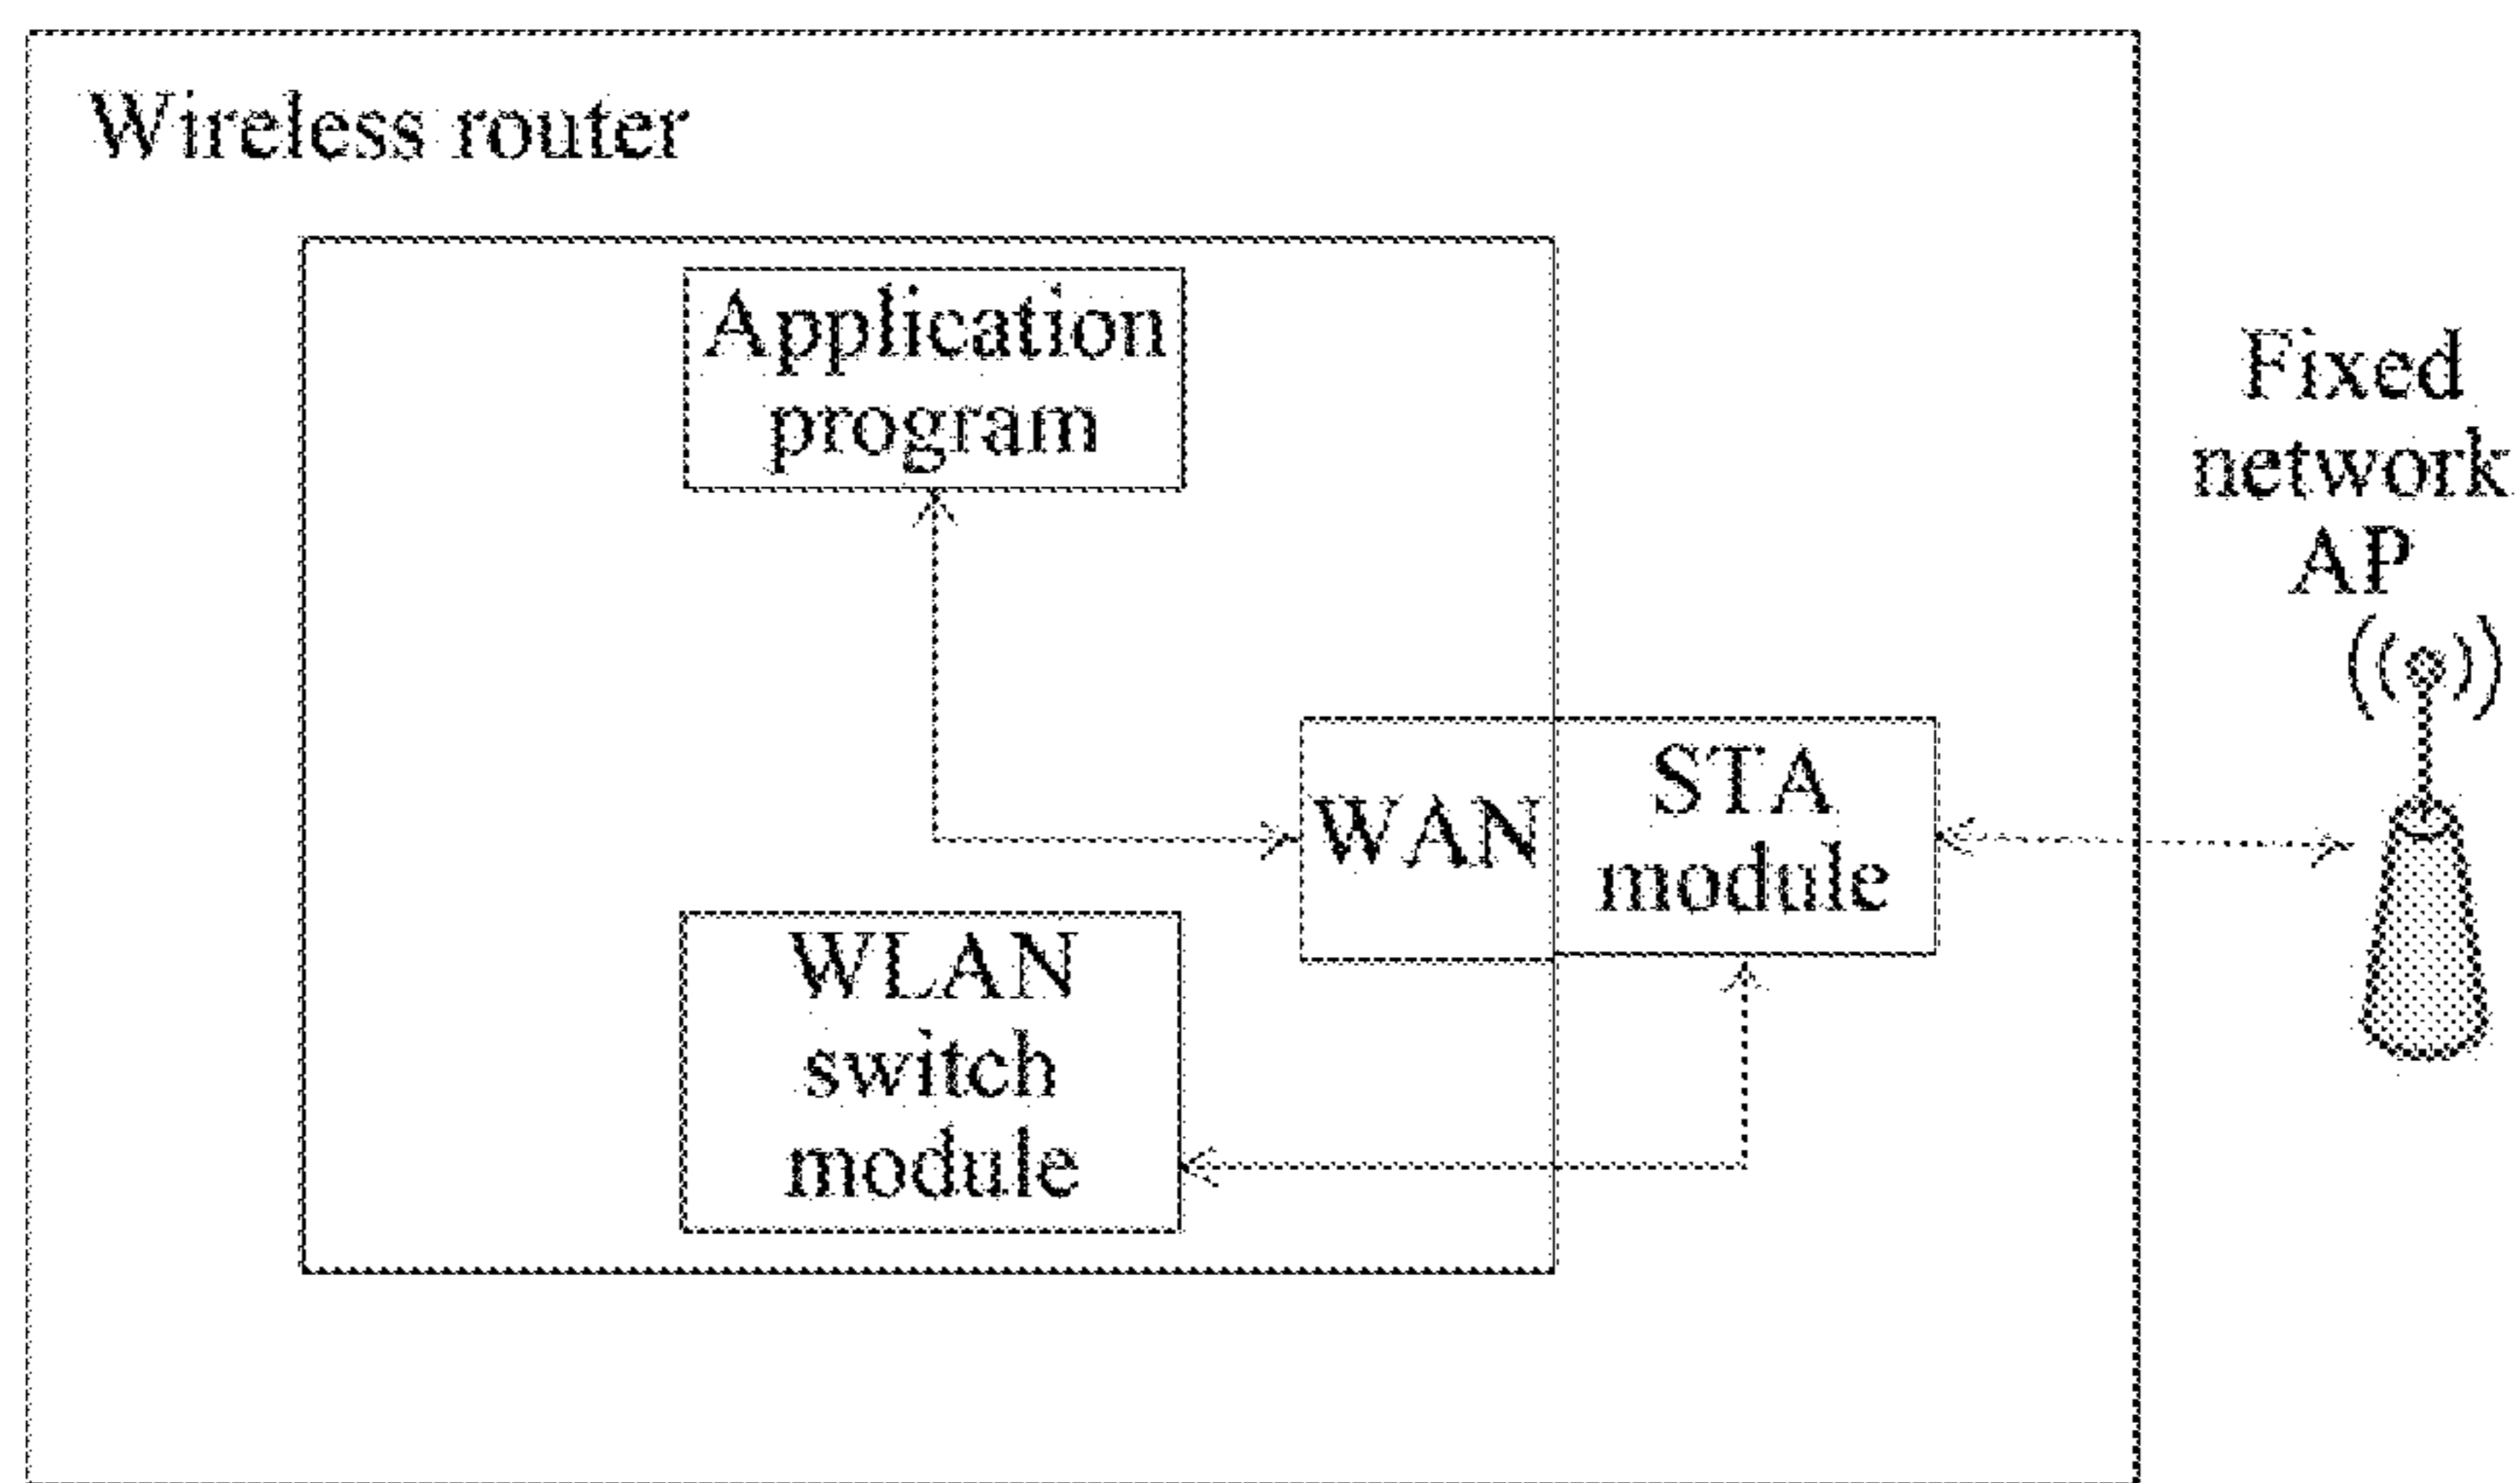 Wireless router
Application
program
Fixed
network
AP
WAN
STA
module
WLAN
switch
module